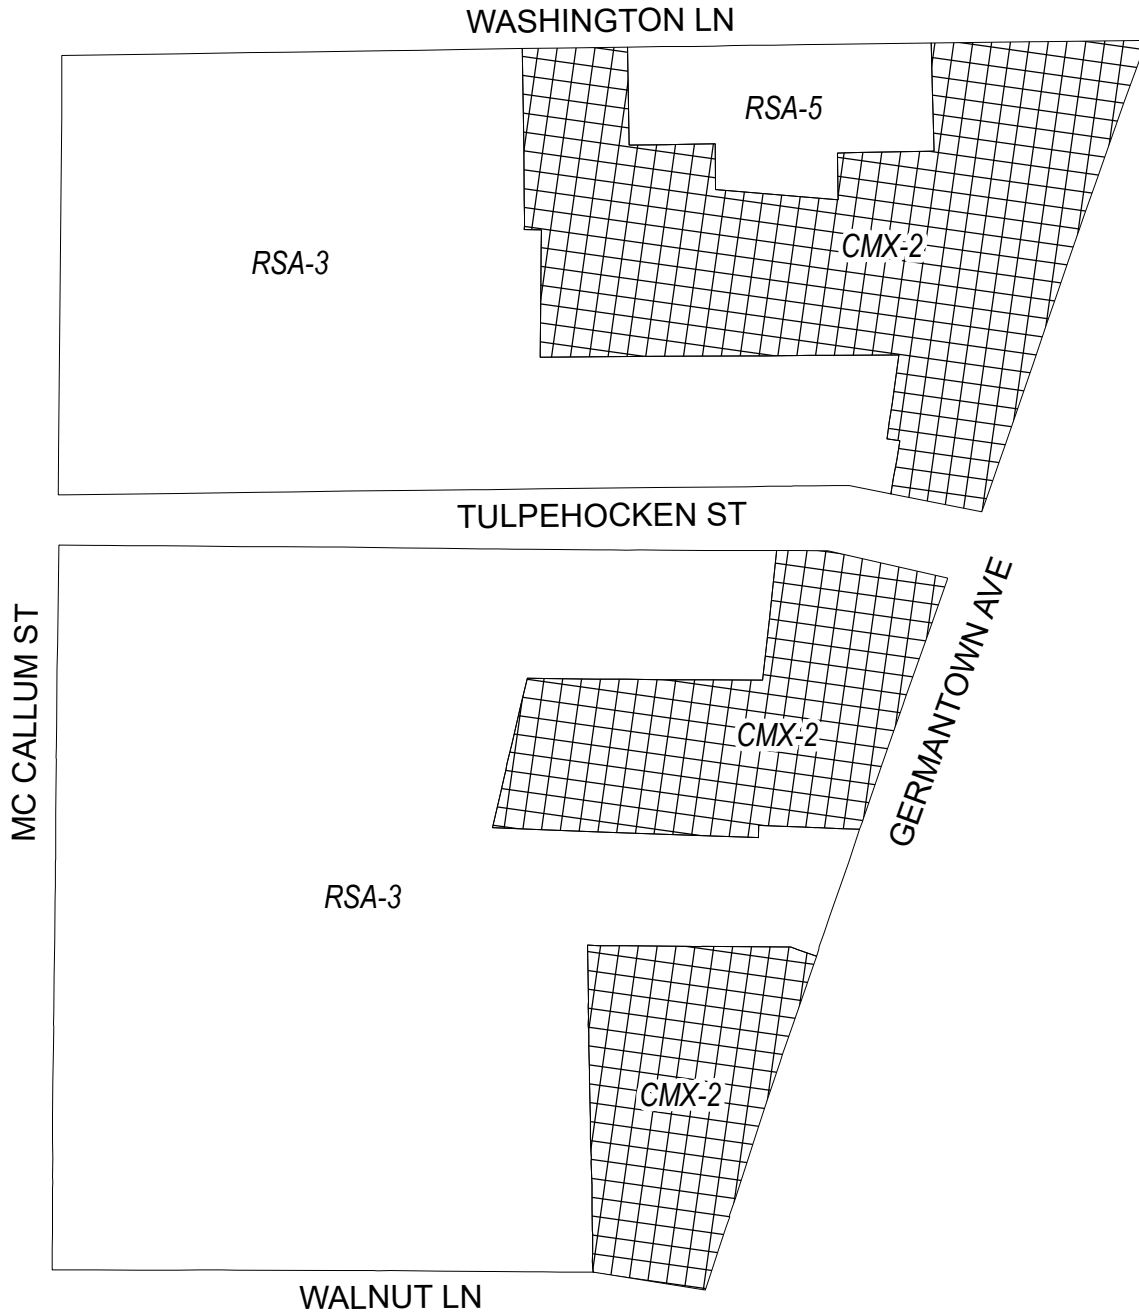 WASHINGTON LN
RSA-5
CMX-2
RSA-3
TULPEHOCKEN ST
MC CALLUM ST
GERMANTOWN AVE
CMX-2
RSA-3
CMX-2
WALNUT LN